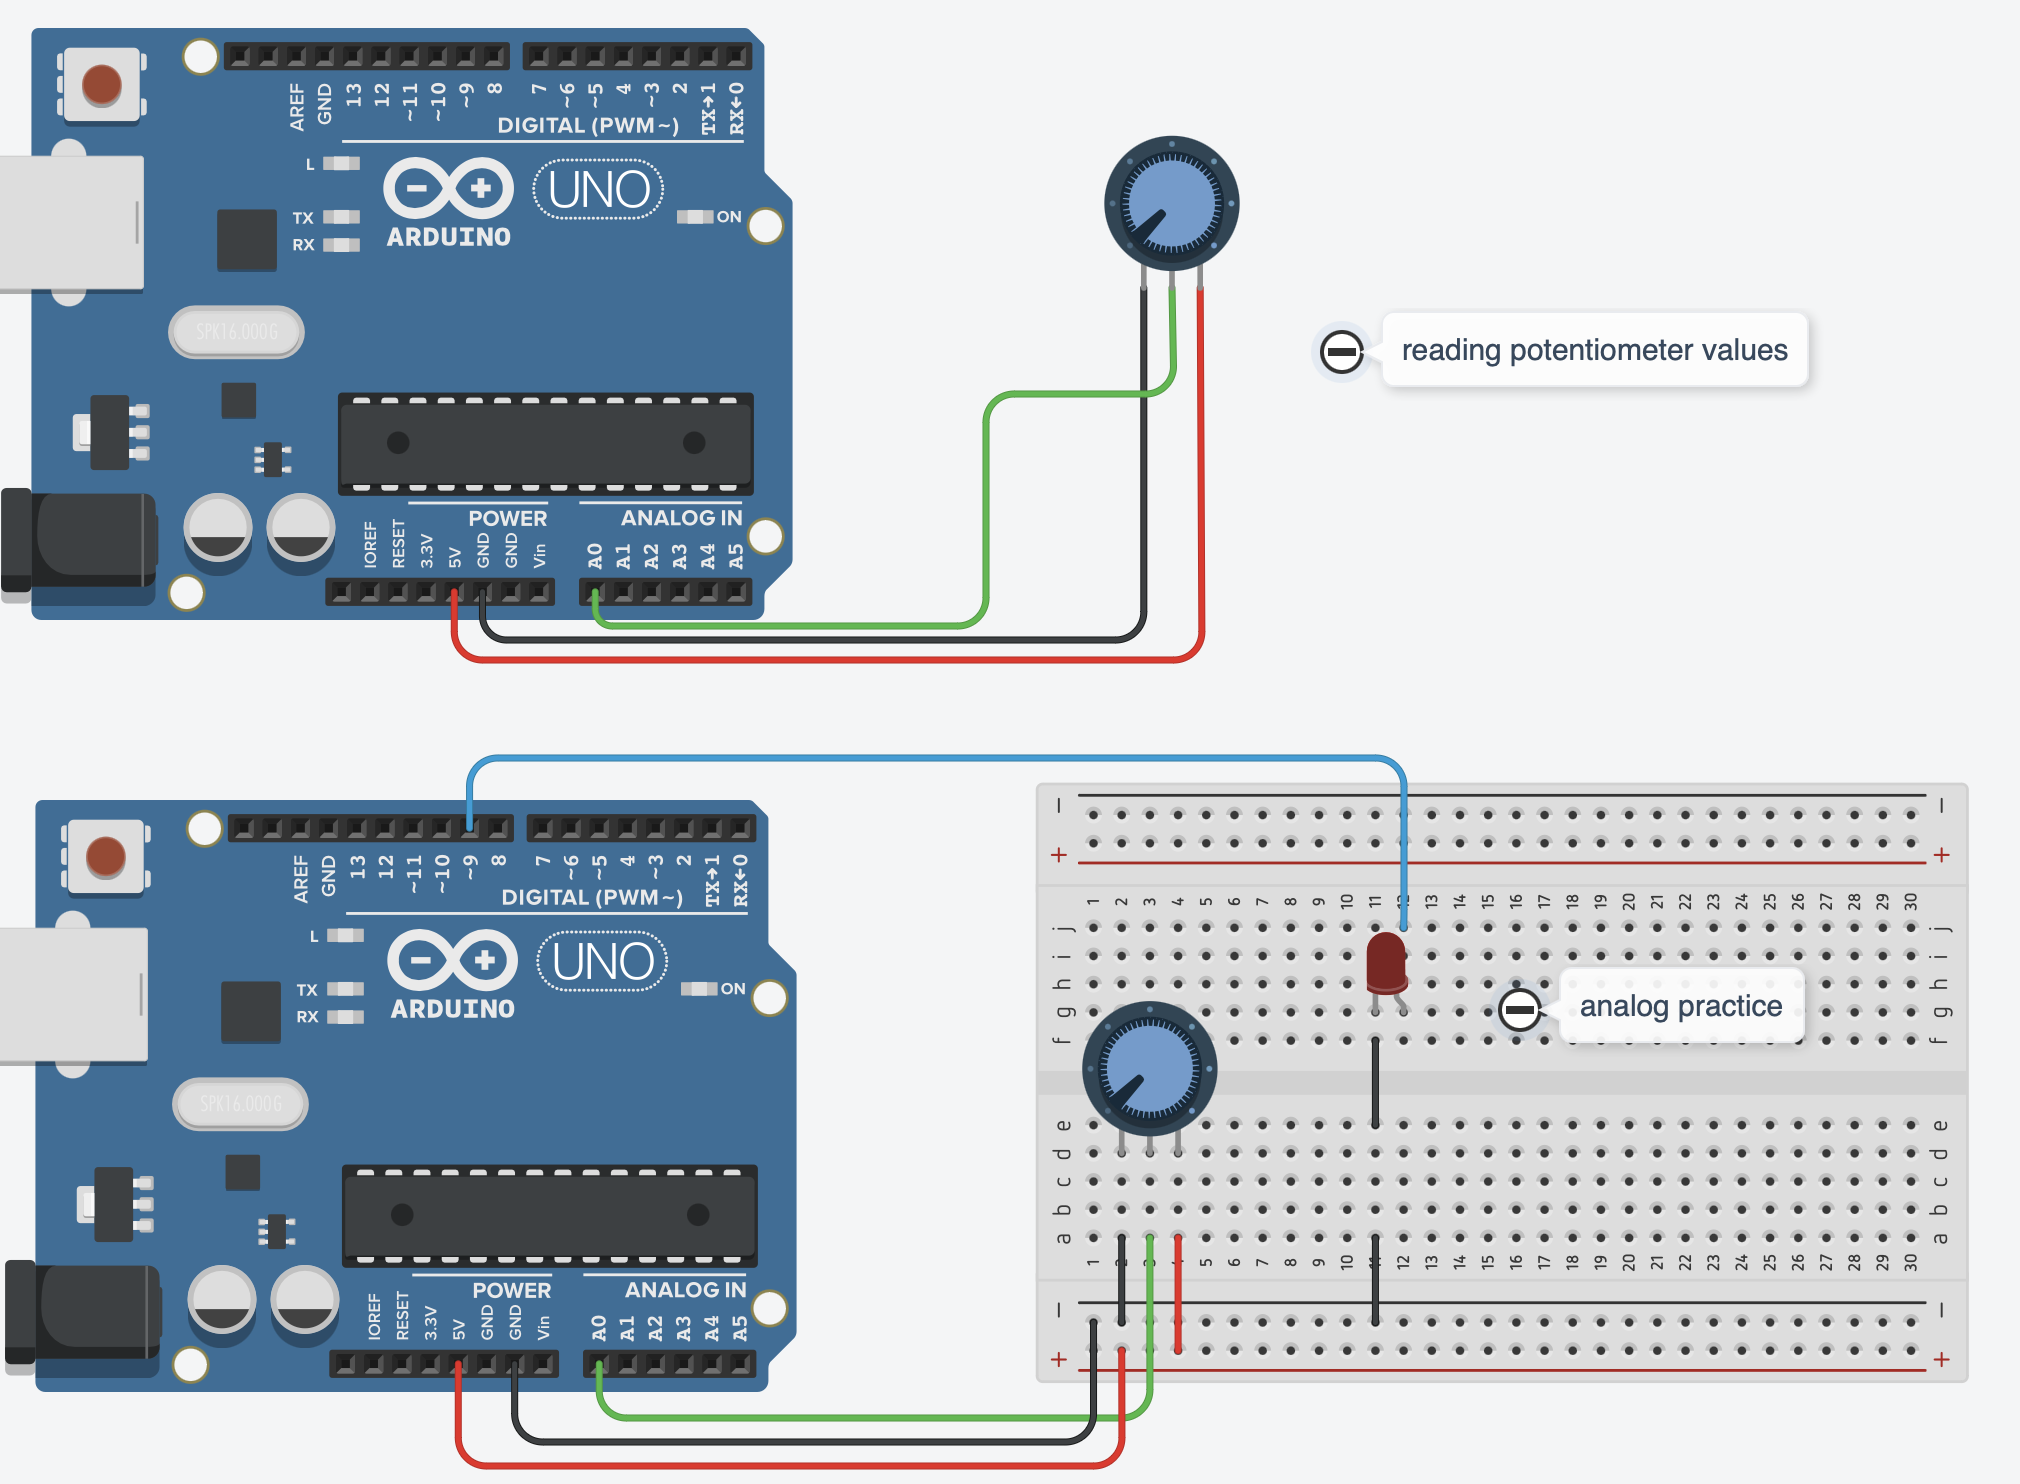 AREF GND 13 12 ~11 ~10 ~9 8 7 ~6 ~5 4 ~3 2 TX→1 RX←0
DIGITAL (PWM~)
L
UNO
TX
ON
RX
ARDUINO
reading potentiometer values
SPK16.000G
POWER
ANALOG IN
IOREF RESET 3.3V 5V GND GND Vin A0 A1 A2 A3 A4 A5
AREF GND 13 12 ~11 ~10 ~9 8 7 ~6 ~5 4 ~3 2 TX→1 RX←0
DIGITAL (PWM~)
L
UNO
TX
ON
RX
ARDUINO
SPK16.000G
POWER
ANALOG IN
IOREF RESET 3.3V 5V GND GND Vin A0 A1 A2 A3 A4 A5
− −
+ +
1 2 3 4 5 6 7 8 9 10 11 12 13 14 15 16 17 18 19 20 21 22 23 24 25 26 27 28 29 30
j j
i i
h h
analog practice
g g
f f
e e
d d
c c
b b
a a
1 2 3 4 5 6 7 8 9 10 11 12 13 14 15 16 17 18 19 20 21 22 23 24 25 26 27 28 29 30
− −
+ +